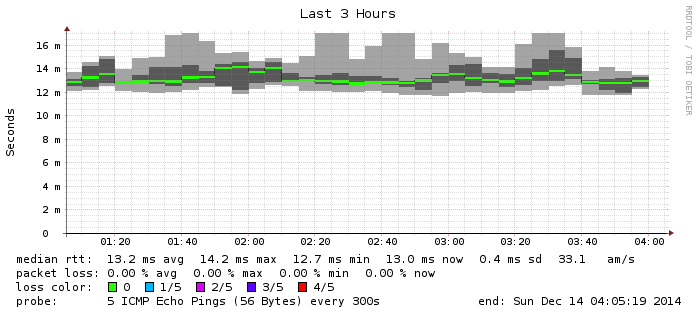 Last 3 Hours
RRDTOOL / TOBI OETIKER
Seconds
16 m
14 m
12 m
10 m
8 m
6 m
4 m
2 m
0
01:20 01:40 02:00 02:20 02:40 03:00 03:20 03:40 04:00
median rtt: 13.2 ms avg 14.2 ms max 12.7 ms min 13.0 ms now 0.4 ms sd 33.1 am/s
packet loss: 0.00 % avg 0.00 % max 0.00 % min 0.00 % now
loss color: 0 1/5 2/5 3/5 4/5
probe: 5 ICMP Echo Pings (56 Bytes) every 300s end: Sun Dec 14 04:05:19 2014